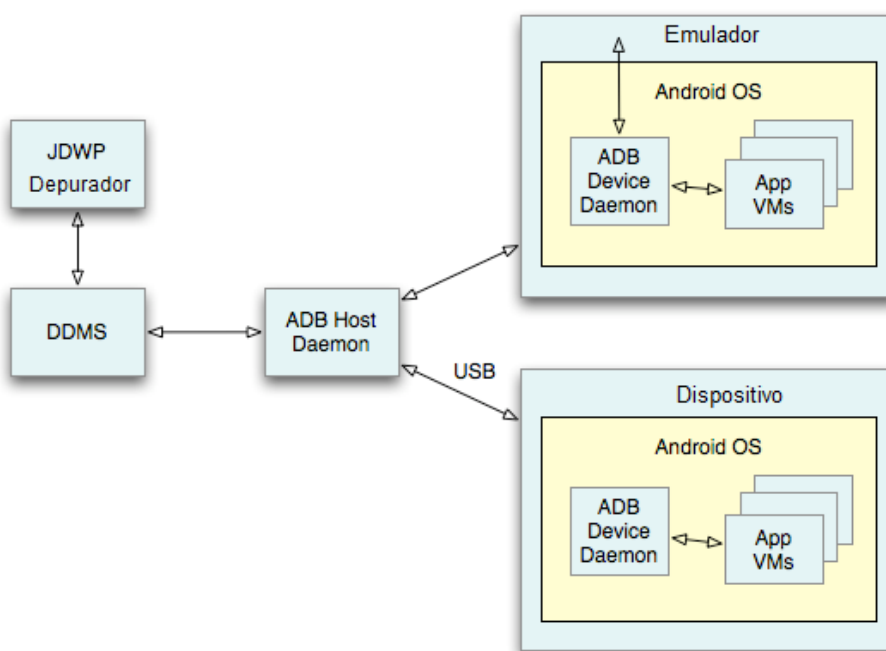 Emulador
Android OS
ADB
Device
Daemon
App
VMs
JDWP
Depurador
DDMS
ADB Host
Daemon
USB
Dispositivo
Android OS
ADB
Device
Daemon
App
VMs